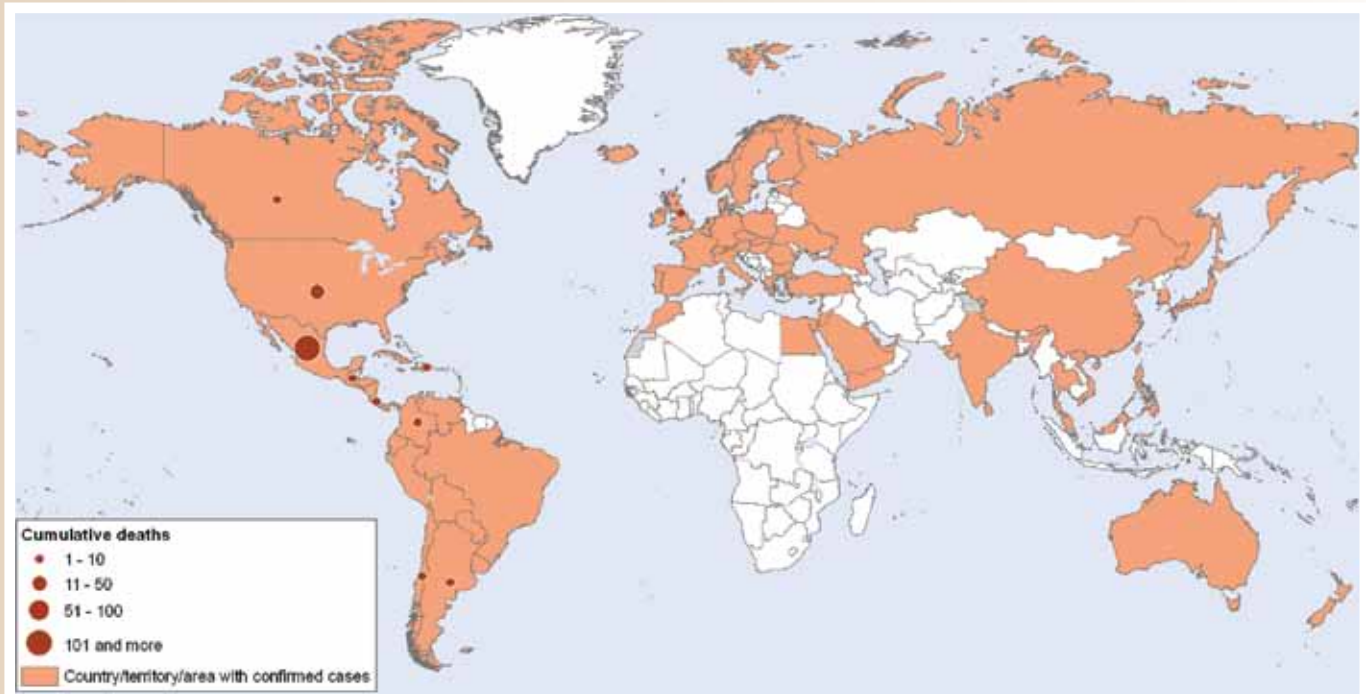 Cumulative deaths
1 - 10
11 - 50
51 - 100
101 and more
Country/territory/area with confirmed cases